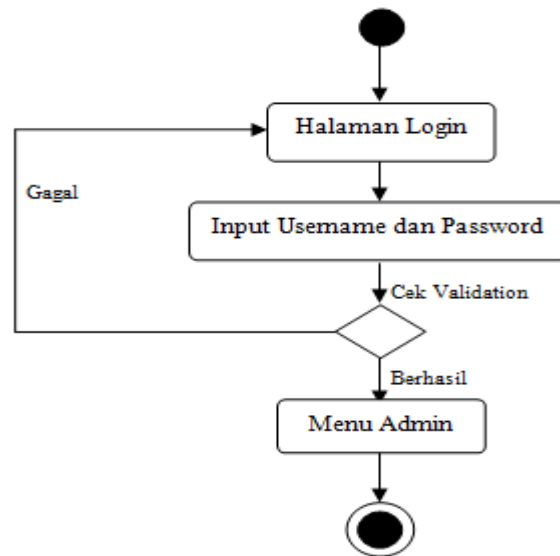 Halaman Login
Gagal
Input Username dan Password
Cek Validation
Berhasil
Menu Admin